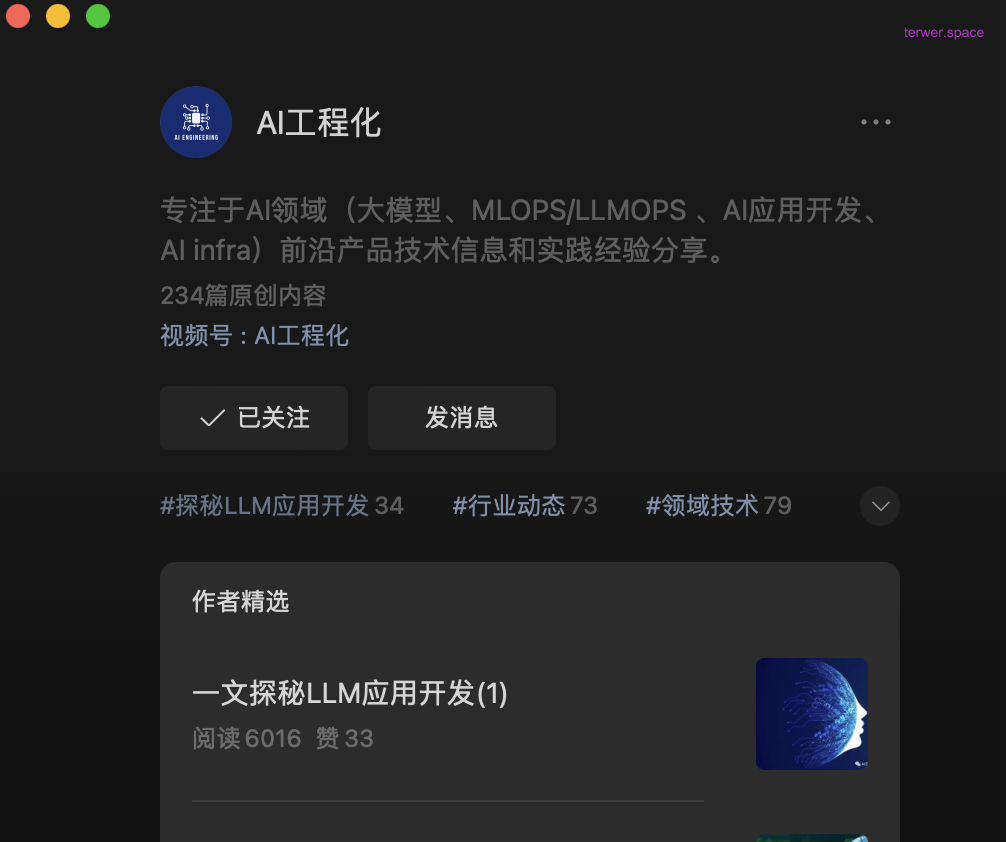 terwer.space
AI ENGINEERING
AI工程化
专注于AI领域（大模型、MLOPS/LLMOPS 、AI应用开发、
AI infra）前沿产品技术信息和实践经验分享。
234篇原创内容
视频号 : AI工程化
已关注
发消息
#探秘LLM应用开发 34 #行业动态 73 #领域技术 79
作者精选
一文探秘LLM应用开发(1)
阅读 6016 赞 33